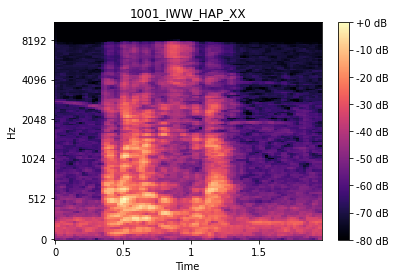 1001_IWW_HAP_XX
Hz
8192
4096
2048
1024
512
0
0
0.5
1
1.5
Time
+0 dB
-10 dB
-20 dB
-30 dB
-40 dB
-50 dB
-60 dB
-70 dB
-80 dB